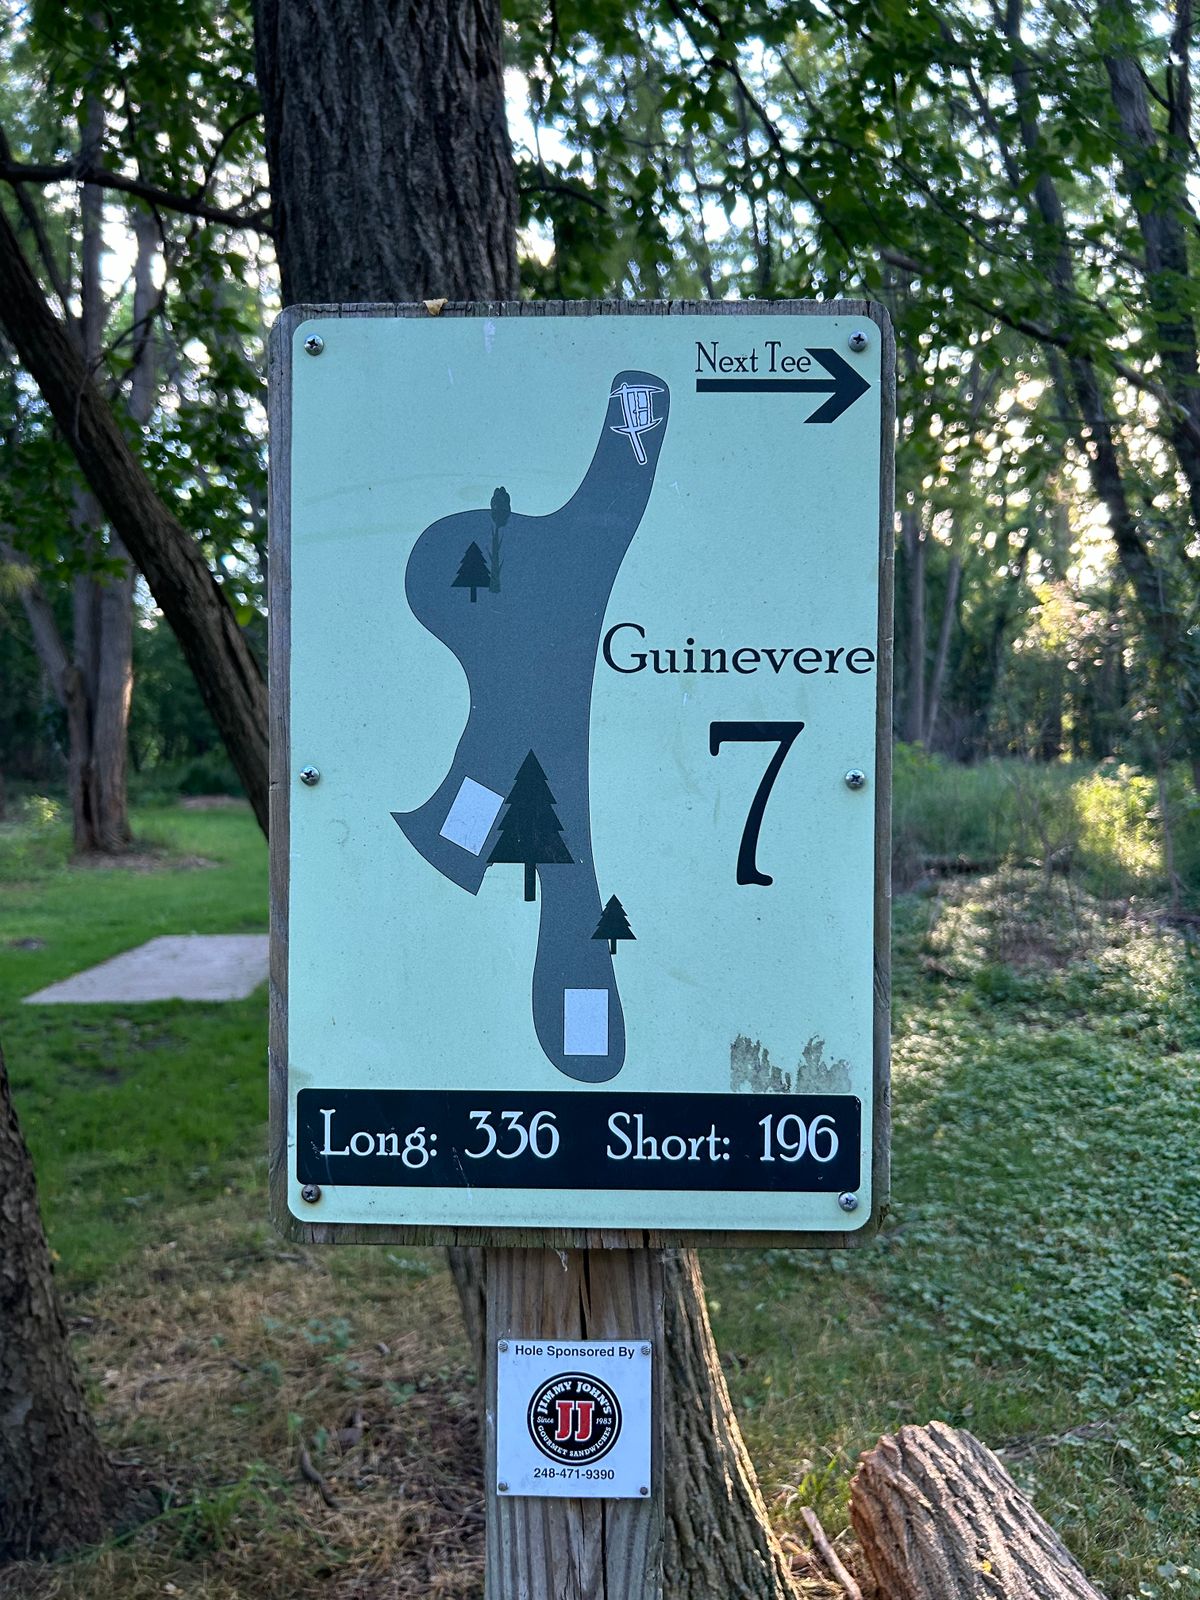 Next Tee
Guinevere
7
Long: 336 Short: 196
Hole Sponsored By
JIMMY JOHN'S
Since JJ 1983
GOURMET SANDWICHES
248-471-9390